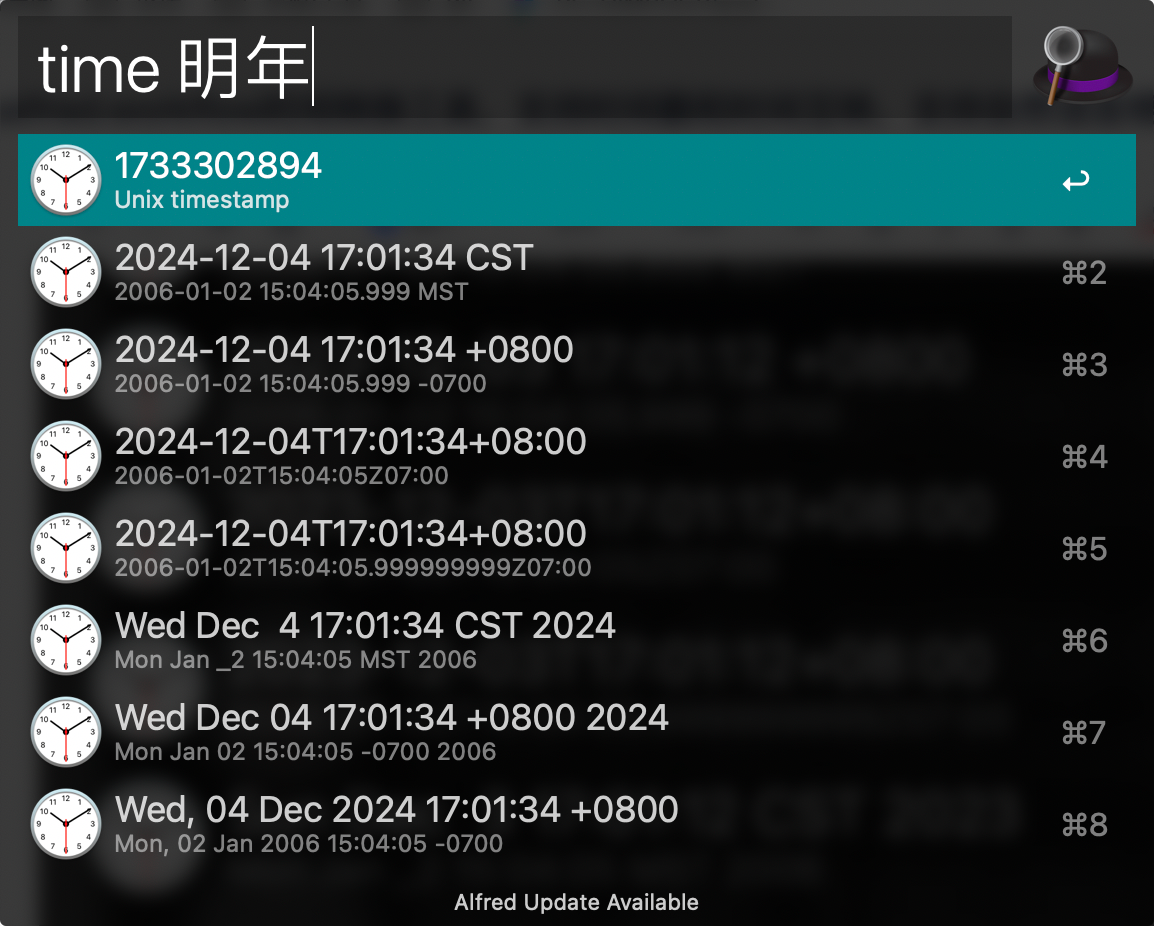 time 明年
1733302894
Unix timestamp
2024-12-04 17:01:34 CST
2006-01-02 15:04:05.999 MST
⌘2
2024-12-04 17:01:34 +0800
2006-01-02 15:04:05.999 -0700
⌘3
2024-12-04T17:01:34+08:00
2006-01-02T15:04:05Z07:00
⌘4
2024-12-04T17:01:34+08:00
2006-01-02T15:04:05.999999999Z07:00
⌘5
Wed Dec  4 17:01:34 CST 2024
Mon Jan _2 15:04:05 MST 2006
⌘6
Wed Dec 04 17:01:34 +0800 2024
Mon Jan 02 15:04:05 -0700 2006
⌘7
Wed, 04 Dec 2024 17:01:34 +0800
Mon, 02 Jan 2006 15:04:05 -0700
⌘8
Alfred Update Available